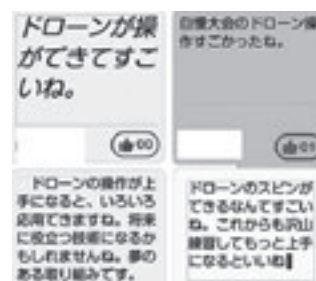 ドローンが操
ができてすご
いね。
👍00
自慢大会のドローン操
作すごかったね。
👍01
ドローンの操作が上
手になると、いろいろ
応用できますね。将来
に役立つ技術になるか
もしれませんね。夢の
ある取り組みです。
ドローンのスピンが
できるなんてすごい
ね。これからも沢山
練習してもっと上手
になるといいね